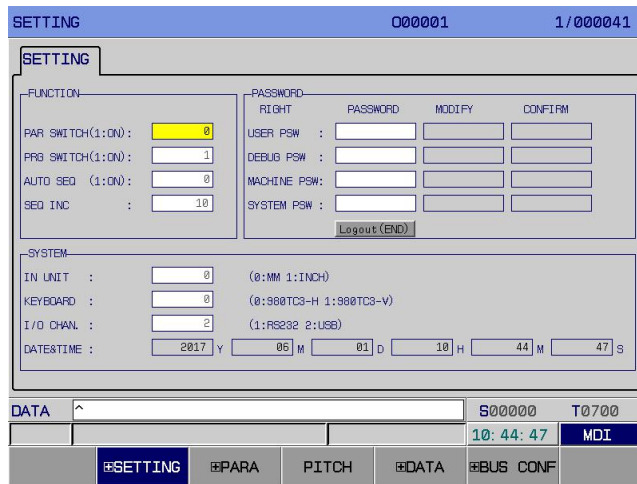 SETTING O00001 1/000041
SETTING
FUNCTION
PAR SWITCH(1:ON): 0
PRG SWITCH(1:ON): 1
AUTO SEQ (1:ON): 0
SEQ INC : 10
PASSWORD
RIGHT PASSWORD MODIFY CONFIRM
USER PSW :
DEBUG PSW :
MACHINE PSW:
SYSTEM PSW :
Logout(END)
SYSTEM
IN UNIT : 0 (0:MM 1:INCH)
KEYBOARD : 0 (0:980TC3-H 1:980TC3-V)
I/O CHAN. : 2 (1:RS232 2:USB)
DATE&TIME : 2017 Y 06 M 01 D 10 H 44 M 47 S
DATA ^ S00000 T0700
10:44:47 MDI
⊞SETTING ⊞PARA PITCH ⊞DATA ⊞BUS CONF